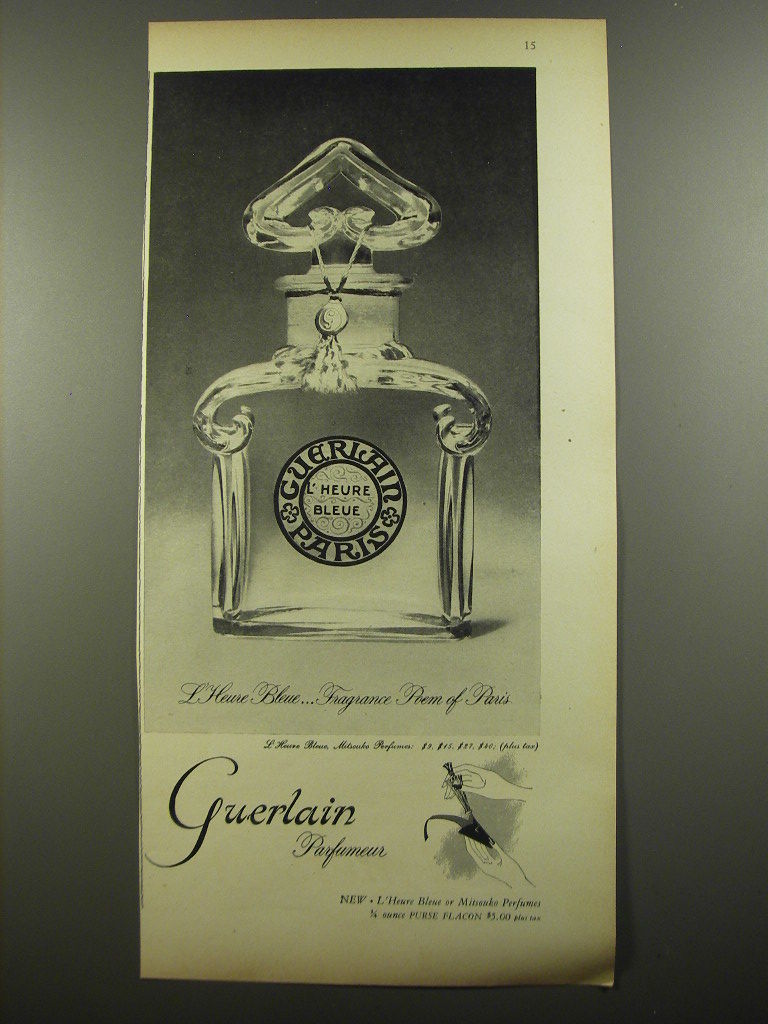 15
GUERLAIN
L'HEURE
BLEUE
PARIS
L'Heure Bleue...Fragrance Poem of Paris
L'Heure Bleue, Mitsouko Perfumes: $9, $15, $27, $40; (plus tax)
Guerlain
Parfumeur
NEW • L'Heure Bleue or Mitsouko Perfumes
¼ ounce PURSE FLACON $5.00 plus tax